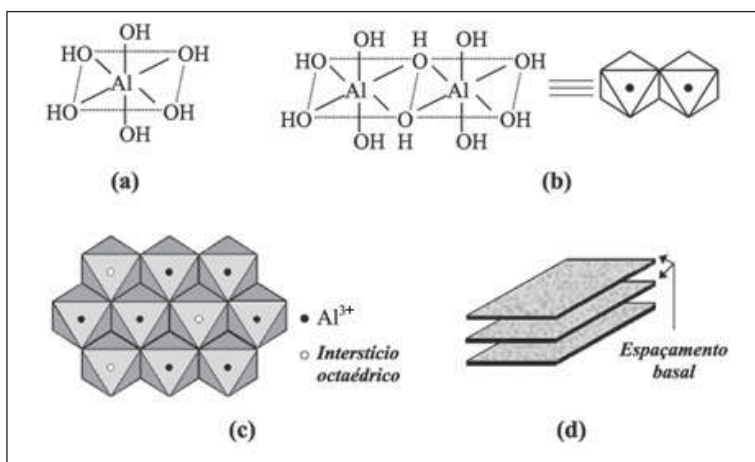 OH
HO OH
Al
HO OH
OH
(a)
OH H OH
HO O OH
Al Al
HO O OH
OH H OH
(b)
Al3+
Interstício
octaédrico
(c)
Espaçamento
basal
(d)